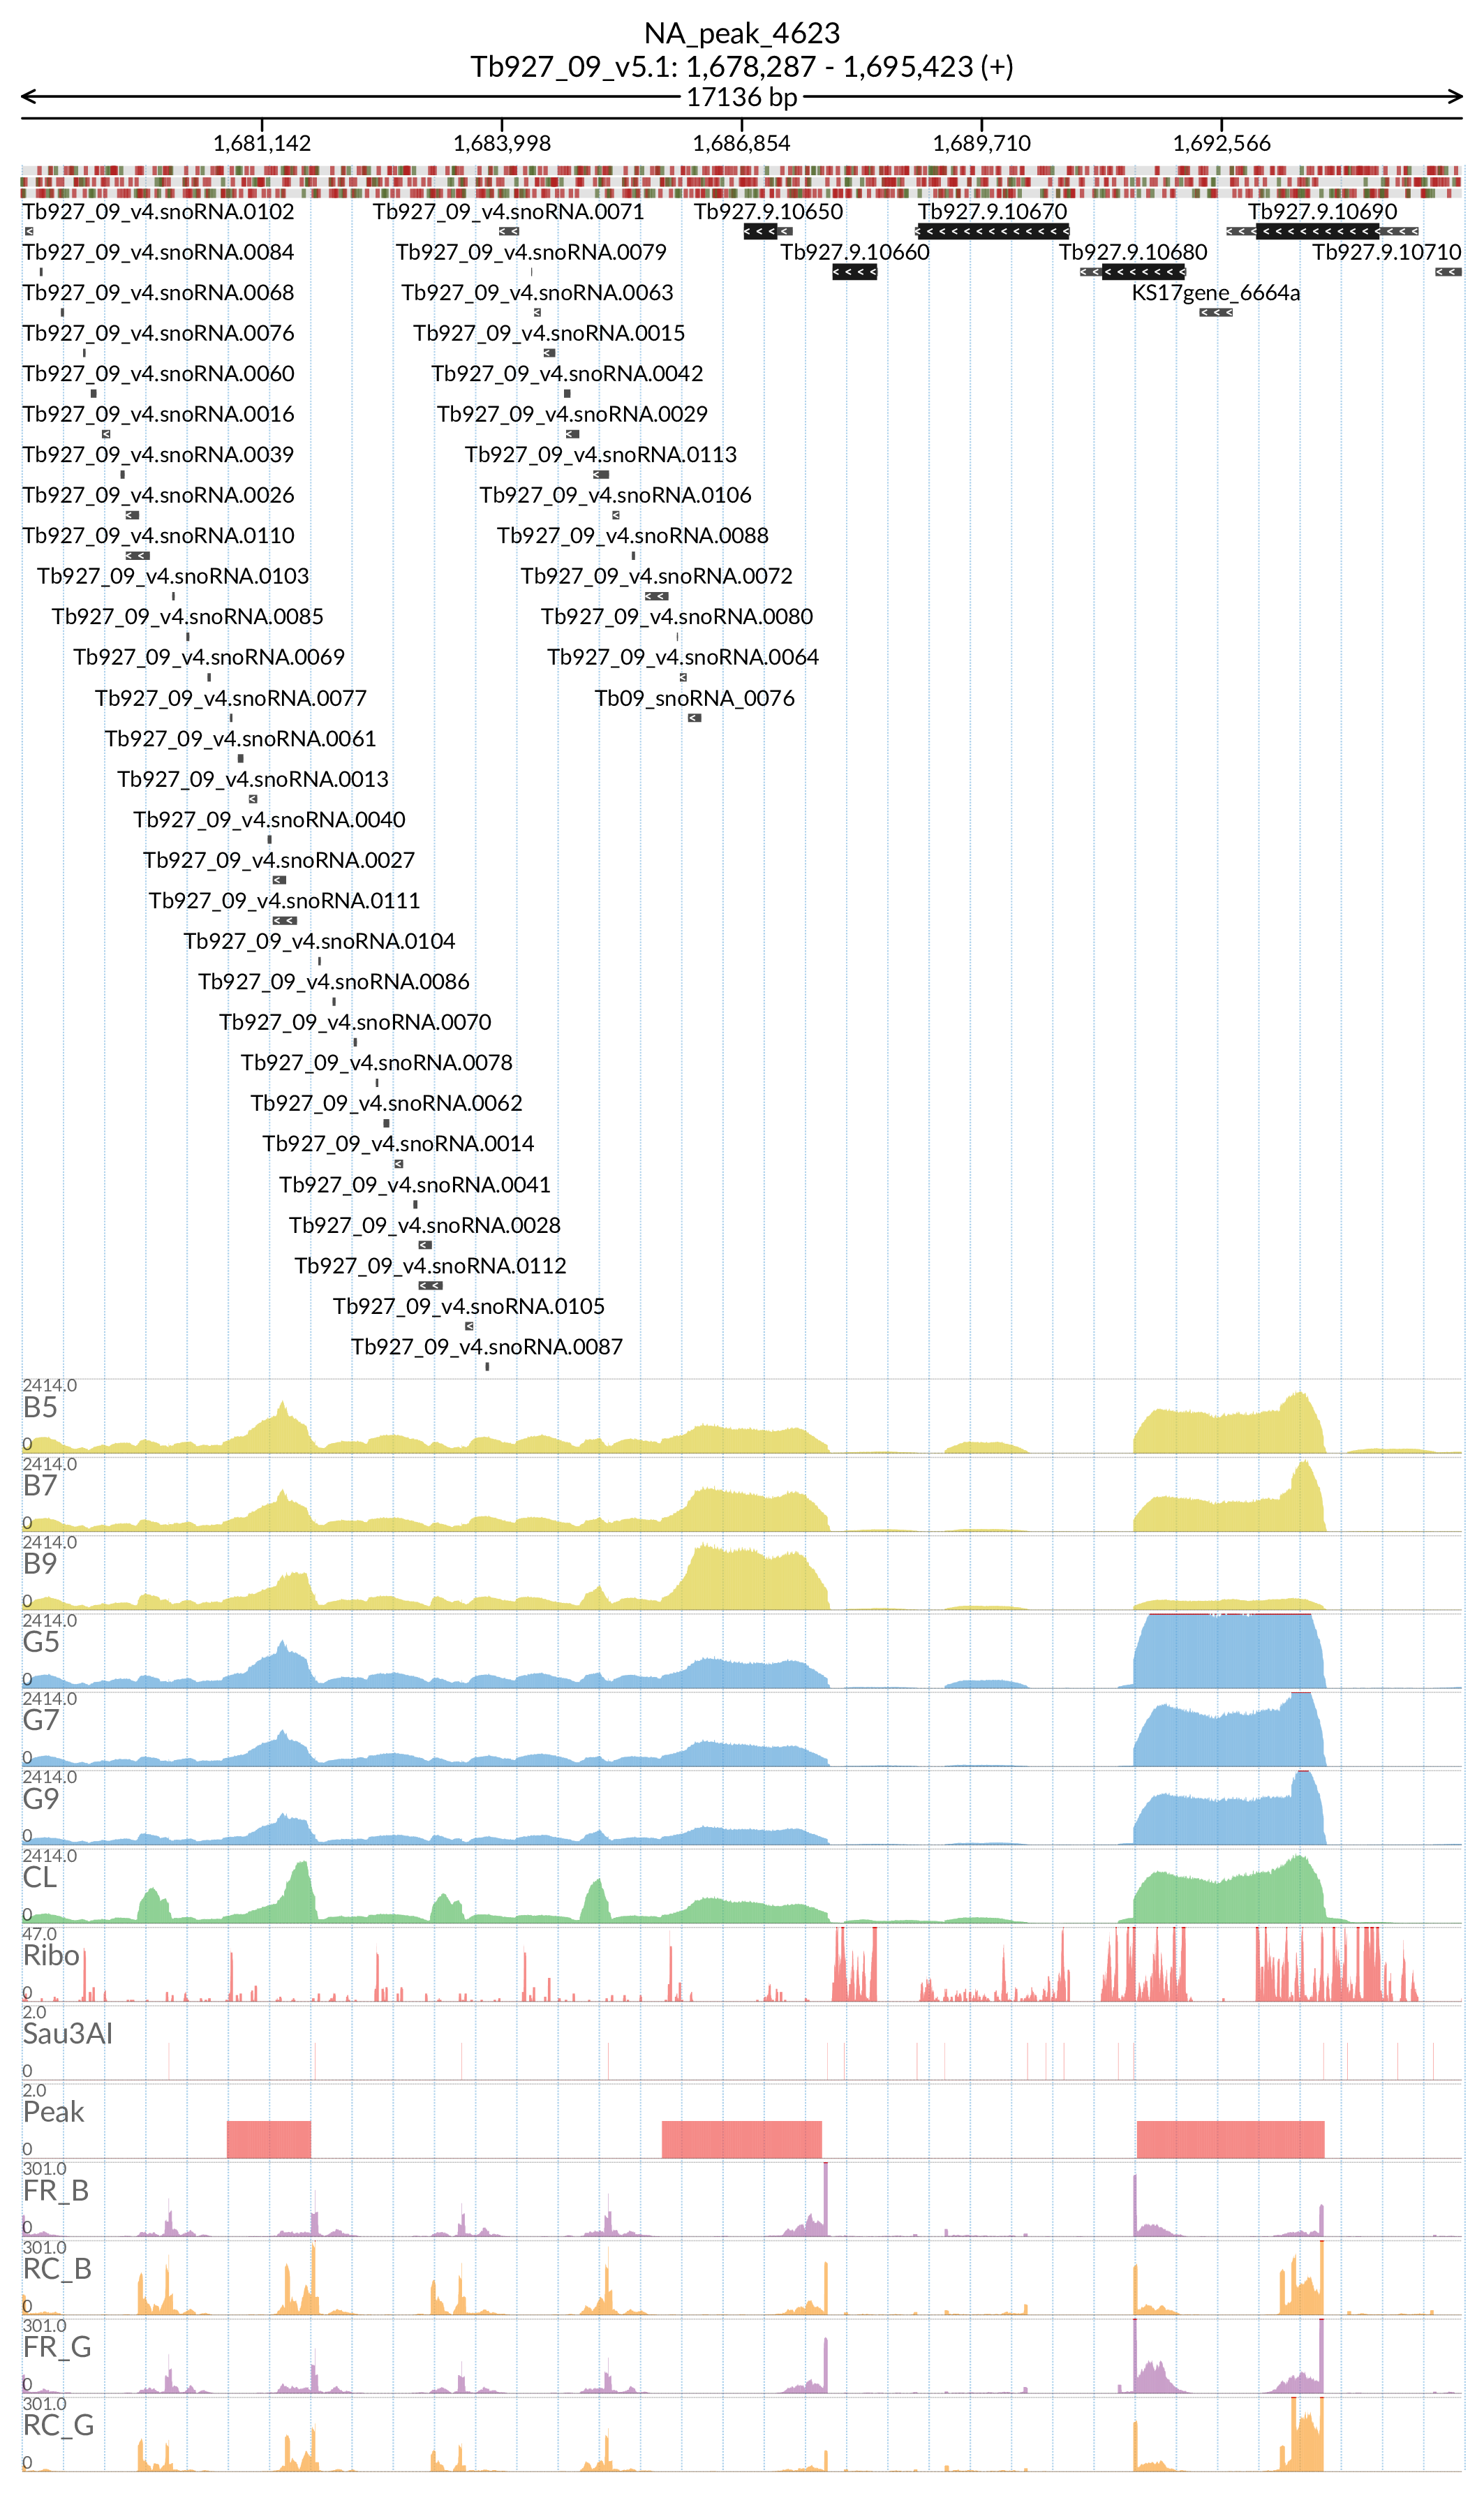 NA_peak_4623
Tb927_09_v5.1: 1,678,287 - 1,695,423 (+)
17136 bp
1,681,142 1,683,998 1,686,854 1,689,710 1,692,566
Tb927_09_v4.snoRNA.0102 Tb927_09_v4.snoRNA.0071 Tb927.9.10650 Tb927.9.10670 Tb927.9.10690
Tb927_09_v4.snoRNA.0084 Tb927_09_v4.snoRNA.0079 Tb927.9.10660 Tb927.9.10680 Tb927.9.10710
Tb927_09_v4.snoRNA.0068 Tb927_09_v4.snoRNA.0063 KS17gene_6664a
Tb927_09_v4.snoRNA.0076 Tb927_09_v4.snoRNA.0015
Tb927_09_v4.snoRNA.0060 Tb927_09_v4.snoRNA.0042
Tb927_09_v4.snoRNA.0016 Tb927_09_v4.snoRNA.0029
Tb927_09_v4.snoRNA.0039 Tb927_09_v4.snoRNA.0113
Tb927_09_v4.snoRNA.0026 Tb927_09_v4.snoRNA.0106
Tb927_09_v4.snoRNA.0110 Tb927_09_v4.snoRNA.0088
Tb927_09_v4.snoRNA.0103 Tb927_09_v4.snoRNA.0072
Tb927_09_v4.snoRNA.0085 Tb927_09_v4.snoRNA.0080
Tb927_09_v4.snoRNA.0069 Tb927_09_v4.snoRNA.0064
Tb927_09_v4.snoRNA.0077 Tb09_snoRNA_0076
Tb927_09_v4.snoRNA.0061
Tb927_09_v4.snoRNA.0013
Tb927_09_v4.snoRNA.0040
Tb927_09_v4.snoRNA.0027
Tb927_09_v4.snoRNA.0111
Tb927_09_v4.snoRNA.0104
Tb927_09_v4.snoRNA.0086
Tb927_09_v4.snoRNA.0070
Tb927_09_v4.snoRNA.0078
Tb927_09_v4.snoRNA.0062
Tb927_09_v4.snoRNA.0014
Tb927_09_v4.snoRNA.0041
Tb927_09_v4.snoRNA.0028
Tb927_09_v4.snoRNA.0112
Tb927_09_v4.snoRNA.0105
Tb927_09_v4.snoRNA.0087
2414.0
B5
0
2414.0
B7
0
2414.0
B9
0
2414.0
G5
0
2414.0
G7
0
2414.0
G9
0
2414.0
CL
0
47.0
Ribo
0
2.0
Sau3AI
0
2.0
Peak
0
301.0
FR_B
0
301.0
RC_B
0
301.0
FR_G
0
301.0
RC_G
0